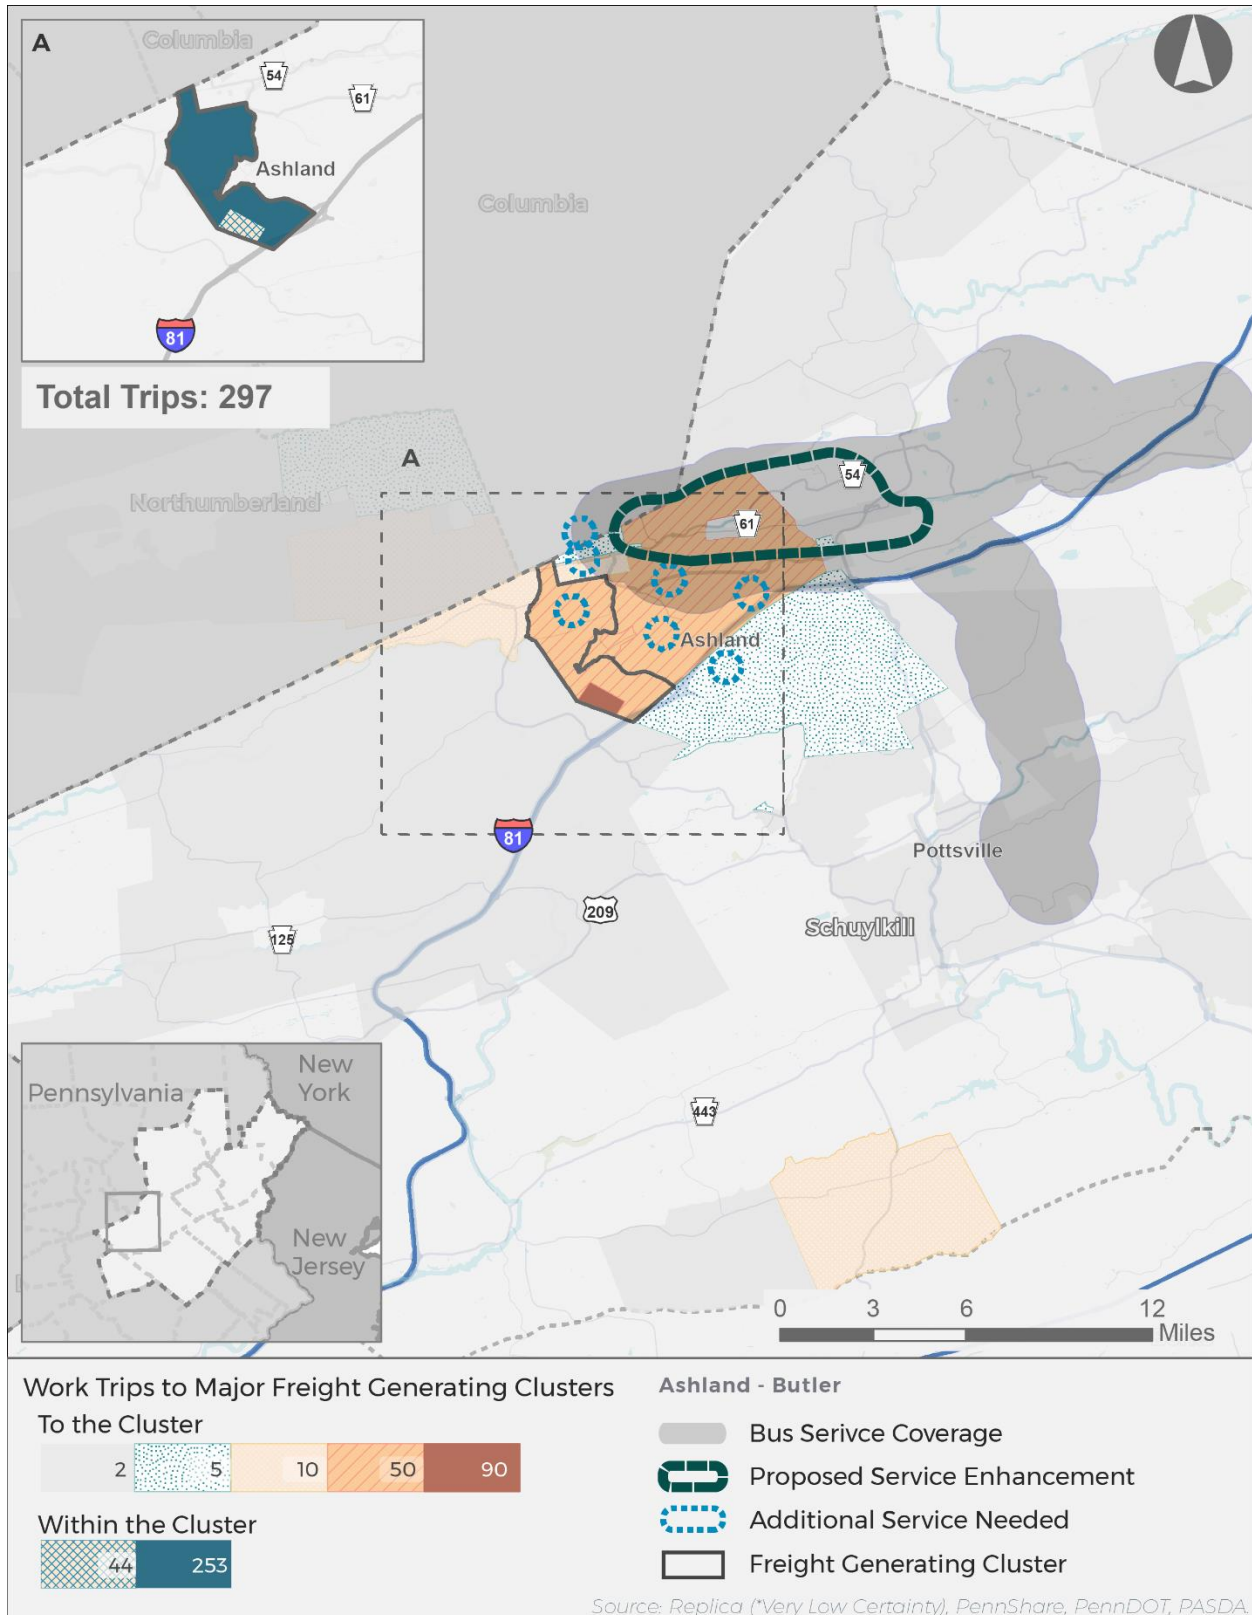 A
Columbia
54
61
Ashland
81
Total Trips: 297
Columbia
A
Northumberland
54
61
Ashland
81
Pottsville
209
Schuylkill
125
443
Pennsylvania
New
York
New
Jersey
0 3 6 12
Miles
Work Trips to Major Freight Generating Clusters
To the Cluster
2 5 10 50 90
Within the Cluster
44 253
Ashland - Butler
Bus Serivce Coverage
Proposed Service Enhancement
Additional Service Needed
Freight Generating Cluster
Source: Replica (*Very Low Certainty), PennShare, PennDOT, PASDA